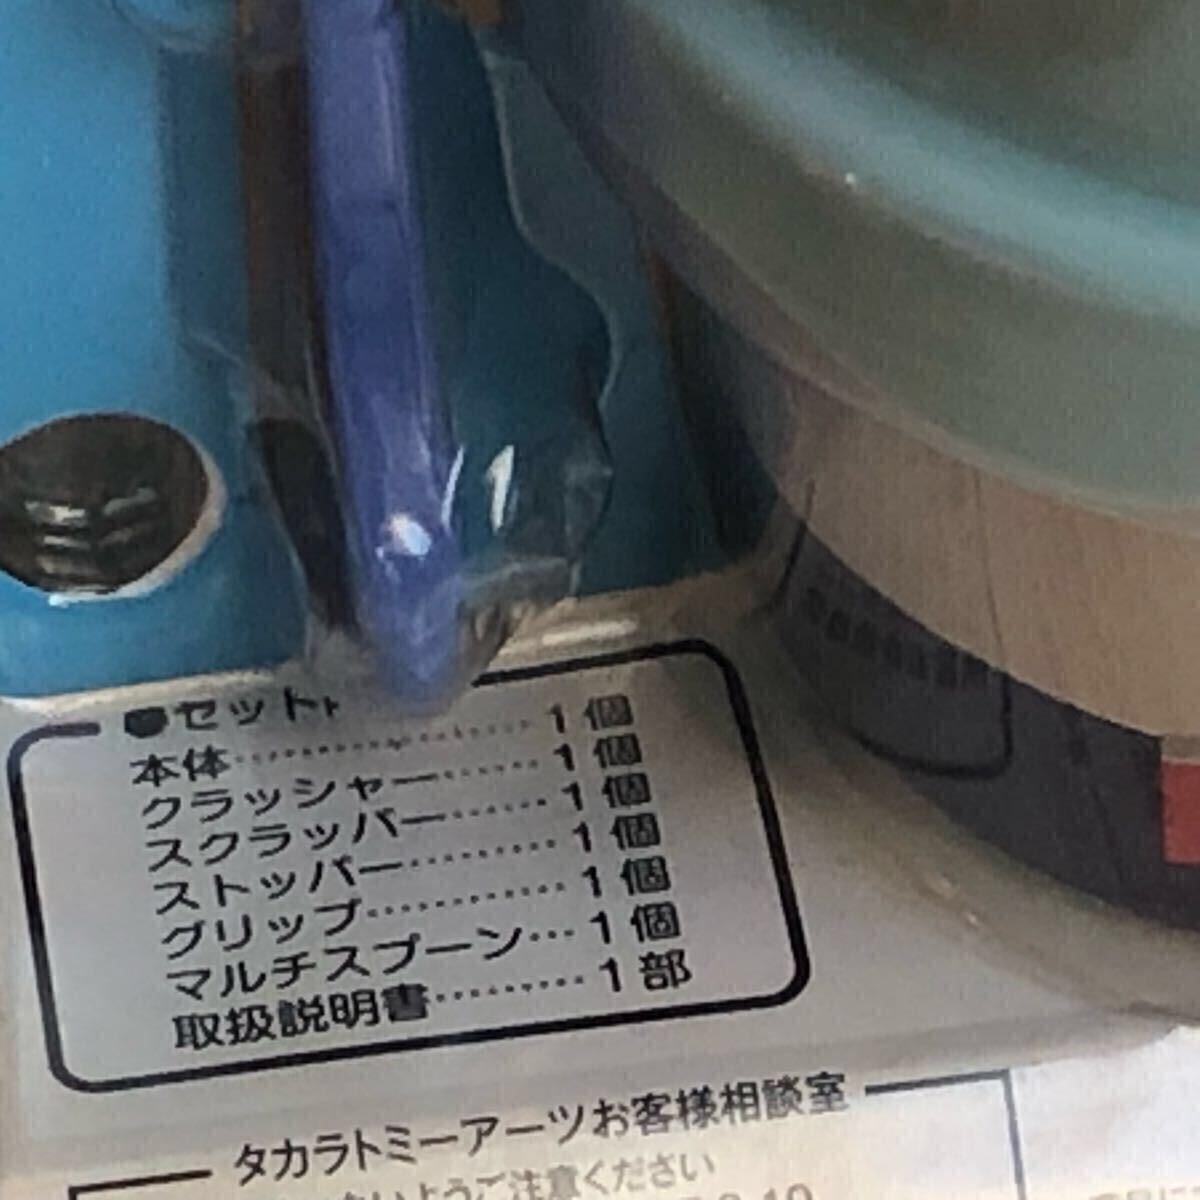 ●セット
本体…………………1個
クラッシャー………1個
スクラッパー………1個
ストッパー…………1個
グリップ……………1個
マルチスプーン…1個
取扱説明書…………1部
タカラトミーアーツお客様相談室
ないようご注意ください